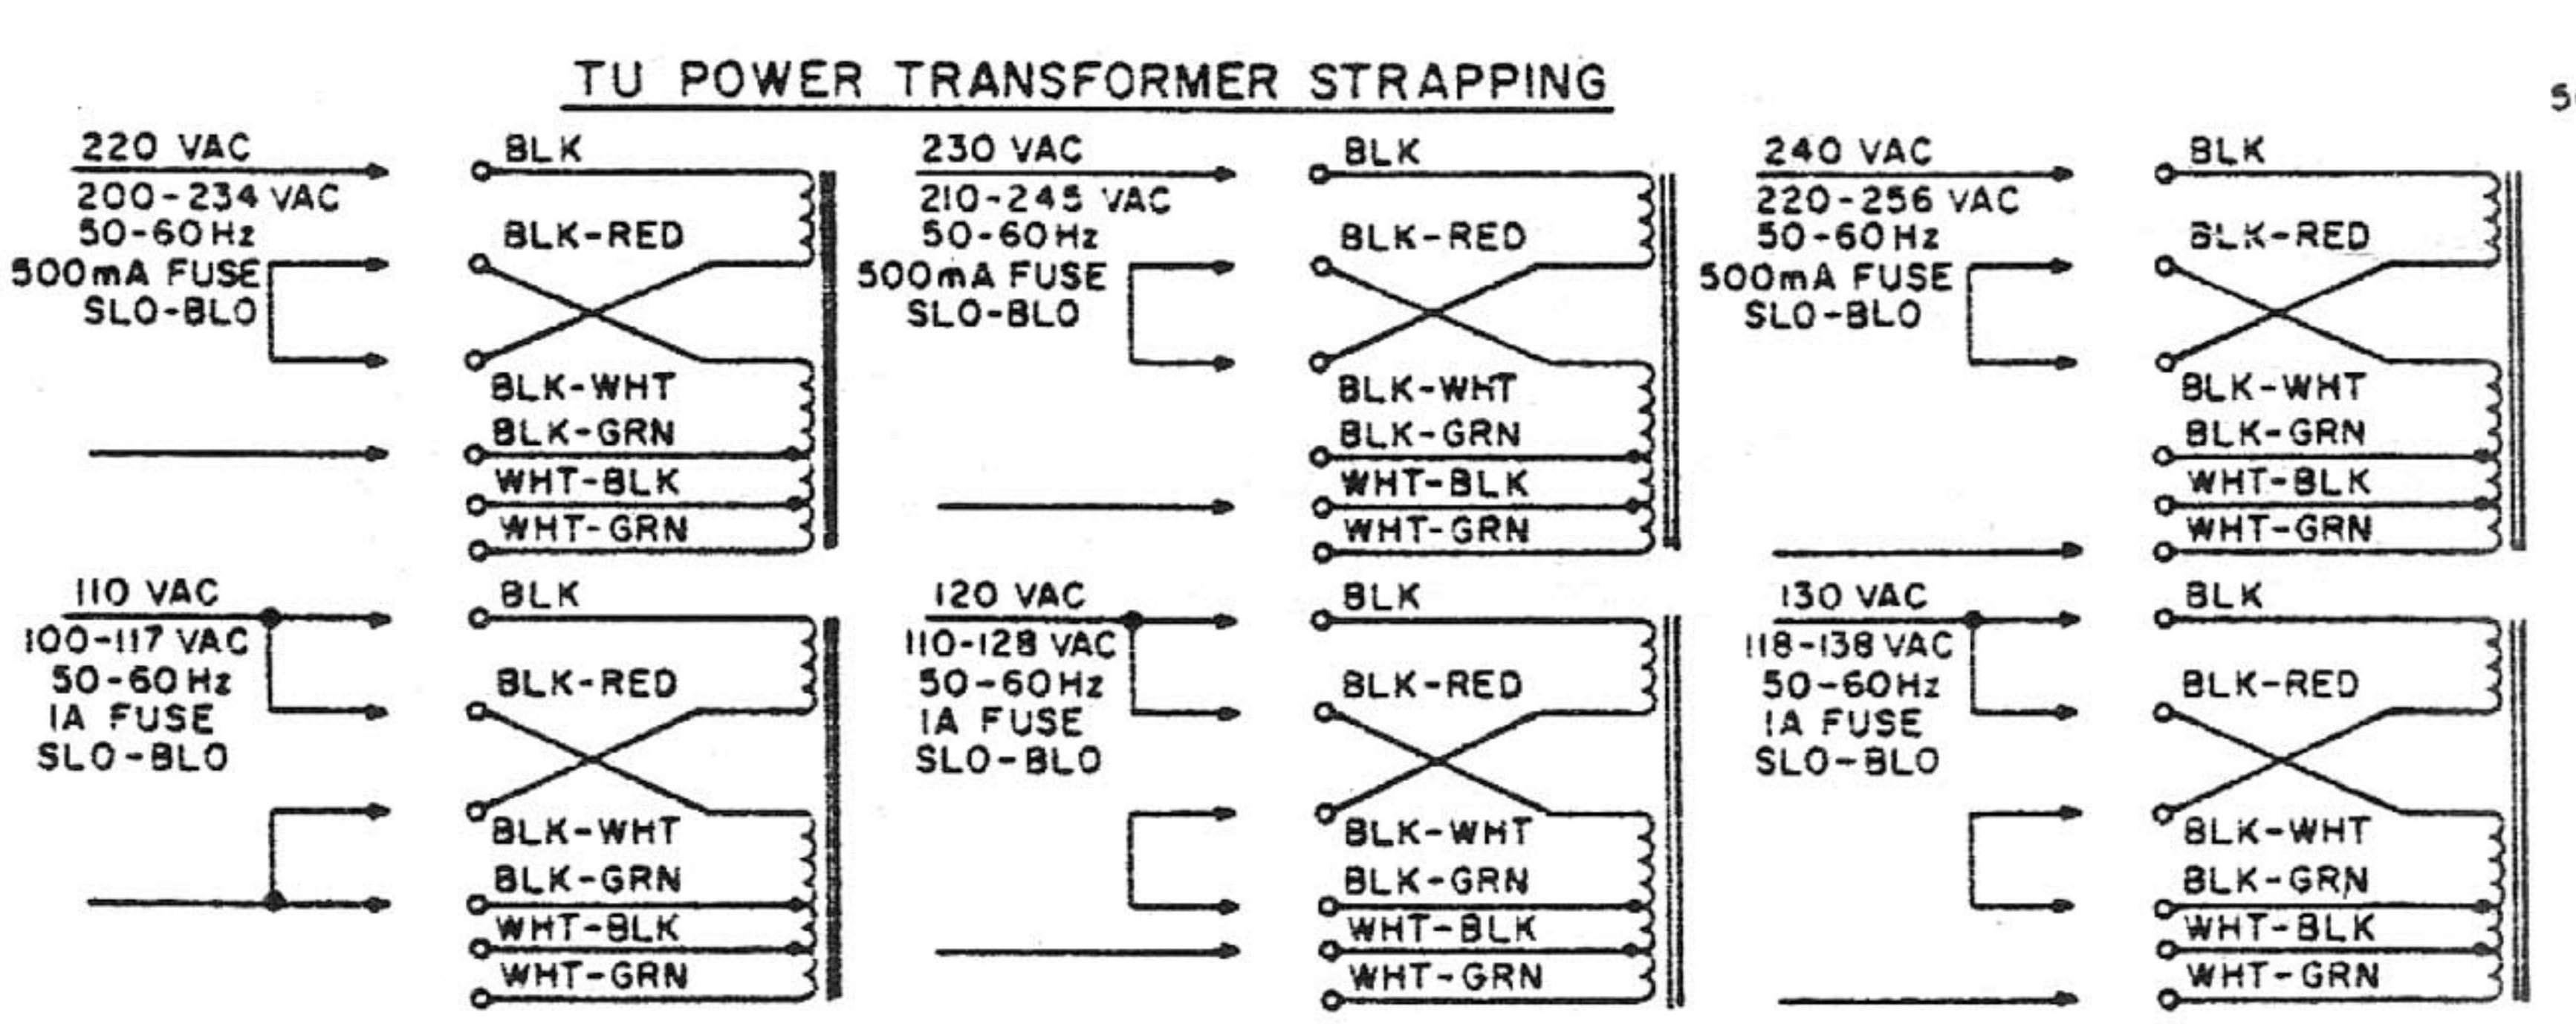 TU POWER TRANSFORMER STRAPPING
220 VAC
200-234 VAC
50-60Hz
500mA FUSE
SLO-BLO
BLK
BLK-RED
BLK-WHT
BLK-GRN
WHT-BLK
WHT-GRN
230 VAC
210-245 VAC
50-60Hz
500mA FUSE
SLO-BLO
BLK
BLK-RED
BLK-WHT
BLK-GRN
WHT-BLK
WHT-GRN
240 VAC
220-256 VAC
50-60Hz
500mA FUSE
SLO-BLO
BLK
BLK-RED
BLK-WHT
BLK-GRN
WHT-BLK
WHT-GRN
110 VAC
100-117 VAC
50-60Hz
1A FUSE
SLO-BLO
BLK
BLK-RED
BLK-WHT
BLK-GRN
WHT-BLK
WHT-GRN
120 VAC
110-128 VAC
50-60Hz
1A FUSE
SLO-BLO
BLK
BLK-RED
BLK-WHT
BLK-GRN
WHT-BLK
WHT-GRN
130 VAC
118-138 VAC
50-60Hz
1A FUSE
SLO-BLO
BLK
BLK-RED
BLK-WHT
BLK-GRN
WHT-BLK
WHT-GRN